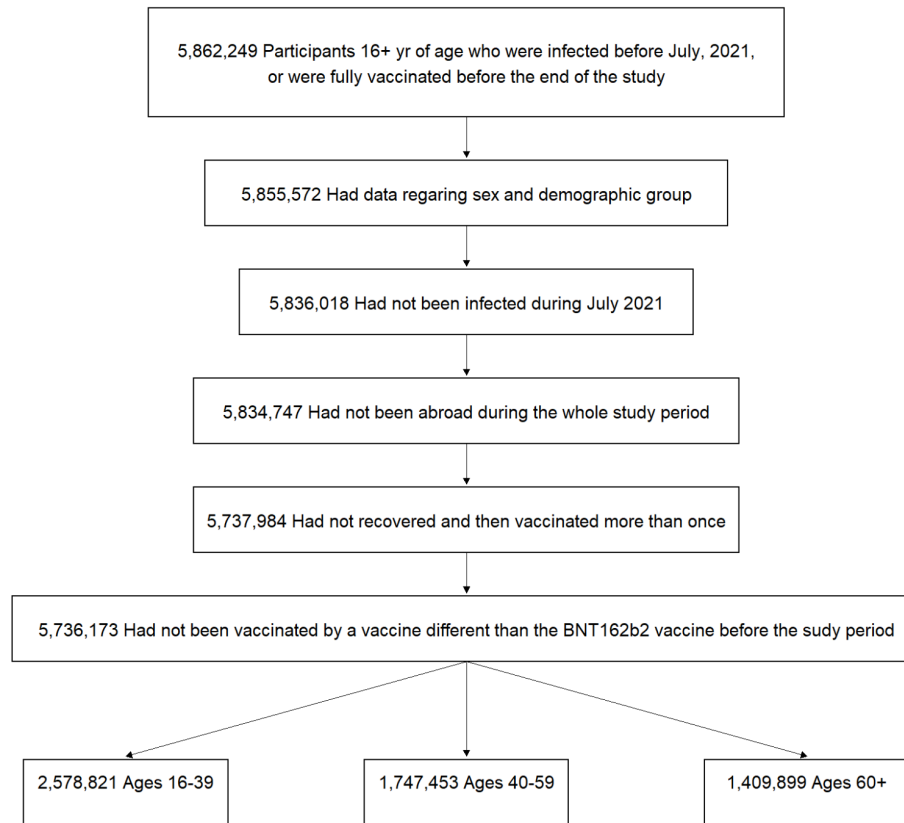 5,862,249 Participants 16+ yr of age who were infected before July, 2021,
or were fully vaccinated before the end of the study
5,855,572 Had data regaring sex and demographic group
5,836,018 Had not been infected during July 2021
5,834,747 Had not been abroad during the whole study period
5,737,984 Had not recovered and then vaccinated more than once
5,736,173 Had not been vaccinated by a vaccine different than the BNT162b2 vaccine before the sudy period
2,578,821 Ages 16-39
1,747,453 Ages 40-59
1,409,899 Ages 60+